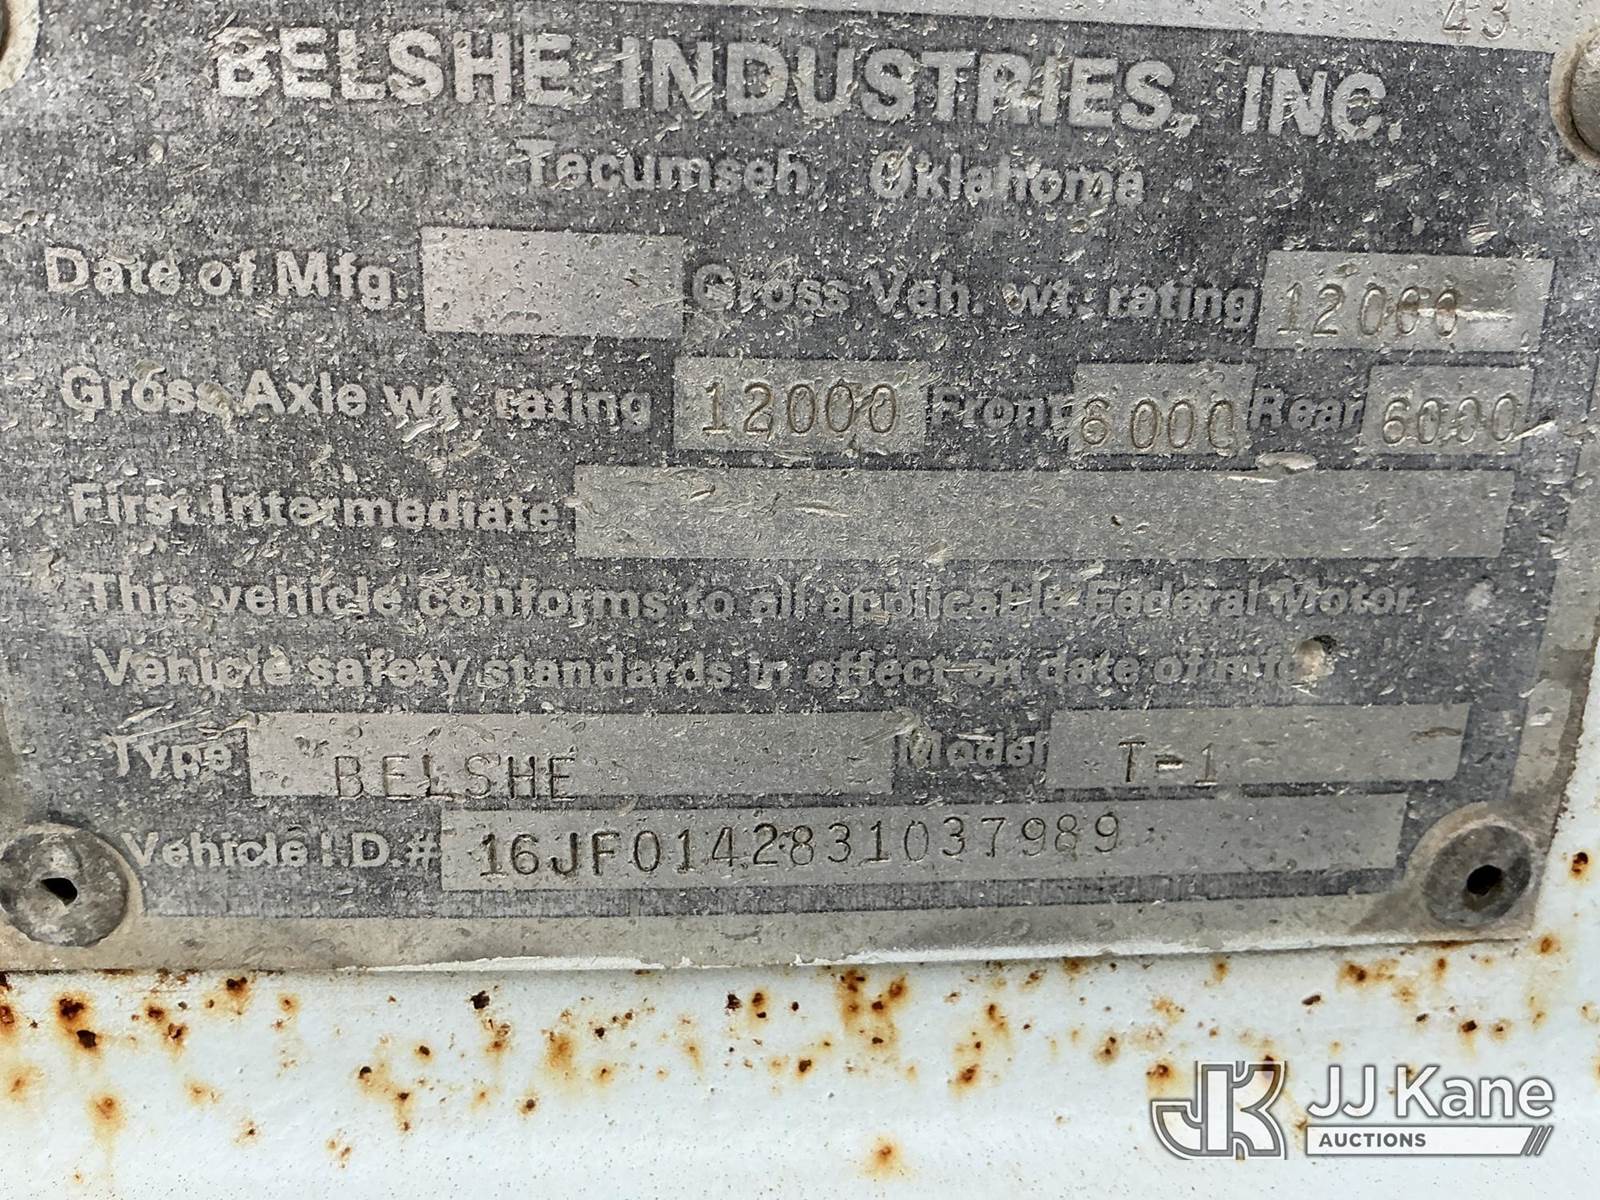 43
BELSHE INDUSTRIES, INC.
Tecumseh, Oklahoma
Date of Mfg. Gross Veh. wt. rating 12000
Gross Axle wt. rating 12000 Front 6000 Rear 6000
First Intermediate
This vehicle conforms to all applicable Federal Motor
Vehicle safety standards in effect on date of mfg.
Type BELSHE Model T-1
Vehicle I.D.# 16JF0142831037989
JJ Kane
AUCTIONS